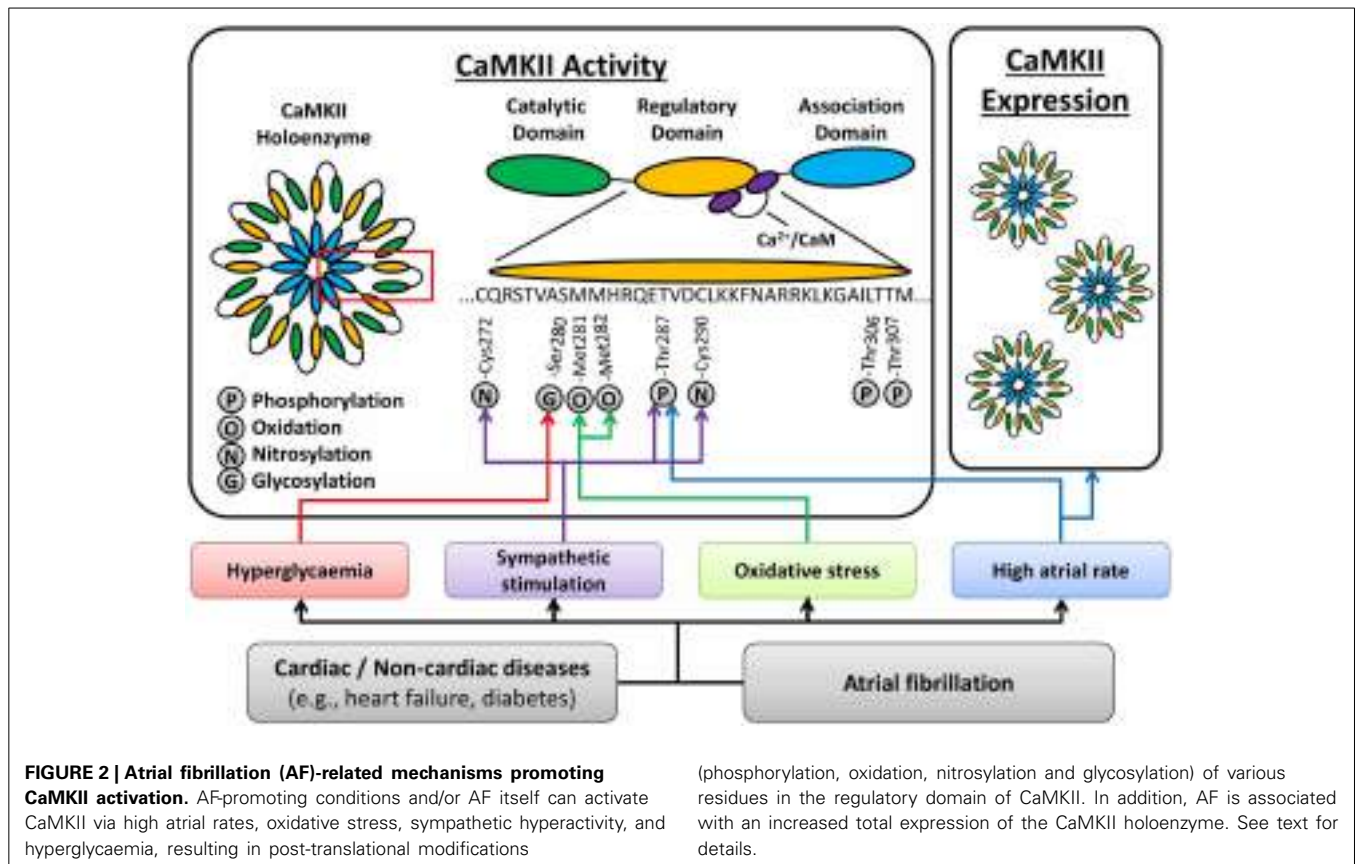 CaMKII Activity
CaMKII
Holoenzyme
Catalytic
Domain
Regulatory
Domain
Association
Domain
Ca²⁺/CaM
...CQRSTVASMMHRQETVDCLKKFNARRKLKGAILTTM...
N-Cys272
G-Ser280
O-Met281
O-Met282
P-Thr287
N-Cys290
P-Thr306
P-Thr307
P Phosphorylation
O Oxidation
N Nitrosylation
G Glycosylation
CaMKII
Expression
Hyperglycaemia
Sympathetic
stimulation
Oxidative stress
High atrial rate
Cardiac / Non-cardiac diseases
(e.g., heart failure, diabetes)
Atrial fibrillation
FIGURE 2 | Atrial fibrillation (AF)-related mechanisms promoting
CaMKII activation. AF-promoting conditions and/or AF itself can activate
CaMKII via high atrial rates, oxidative stress, sympathetic hyperactivity, and
hyperglycaemia, resulting in post-translational modifications
(phosphorylation, oxidation, nitrosylation and glycosylation) of various
residues in the regulatory domain of CaMKII. In addition, AF is associated
with an increased total expression of the CaMKII holoenzyme. See text for
details.